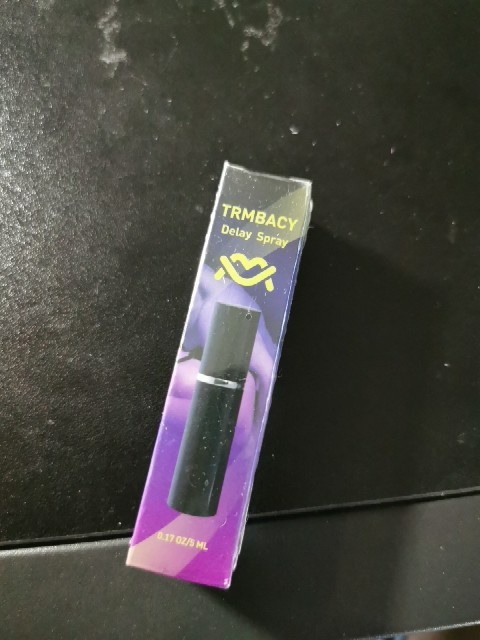 TRMBACY
Delay Spray
0.17 OZ/5 ML